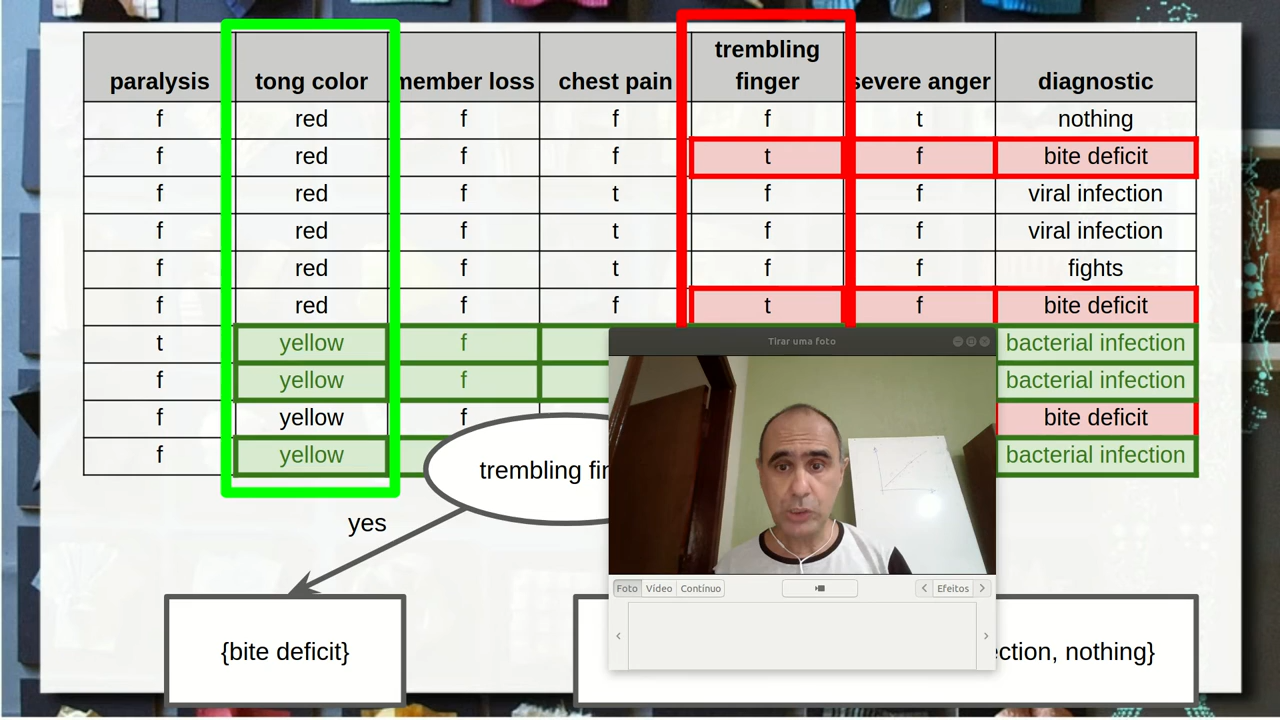 paralysis tong color member loss chest pain trembling finger severe anger diagnostic
f red f f f t nothing
f red f f t f bite deficit
f red f t f f viral infection
f red f t f f viral infection
f red f t f f fights
f red f f t f bite deficit
t yellow f bacterial infection
f yellow f bacterial infection
f yellow f bite deficit
f yellow bacterial infection
Tirar uma foto
trembling
yes
Foto Vídeo Contínuo Efeitos
{bite deficit}
nothing}